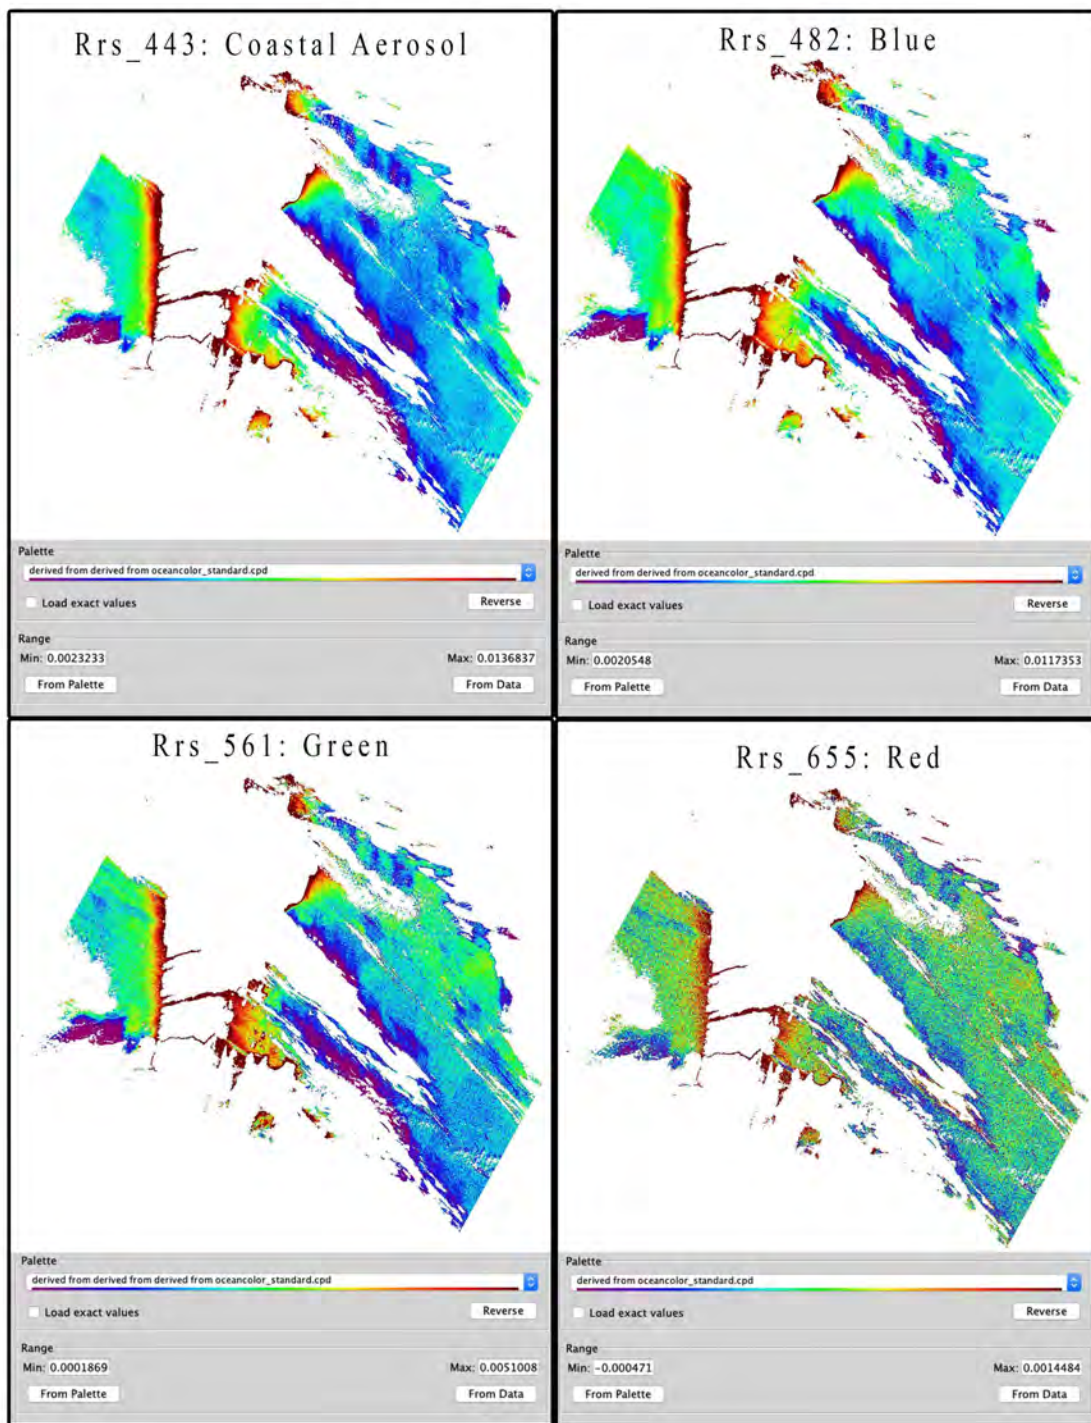 Rrs_443: Coastal Aerosol
Palette
derived from derived from oceancolor_standard.cpd
Load exact values
Reverse
Range
Min: 0.0023233
Max: 0.0136837
From Palette
From Data
Rrs_482: Blue
Palette
derived from derived from oceancolor_standard.cpd
Load exact values
Reverse
Range
Min: 0.0020548
Max: 0.0117353
From Palette
From Data
Rrs_561: Green
Palette
derived from derived from derived from oceancolor_standard.cpd
Load exact values
Reverse
Range
Min: 0.0001869
Max: 0.0051008
From Palette
From Data
Rrs_655: Red
Palette
derived from oceancolor_standard.cpd
Load exact values
Reverse
Range
Min: -0.000471
Max: 0.0014484
From Palette
From Data